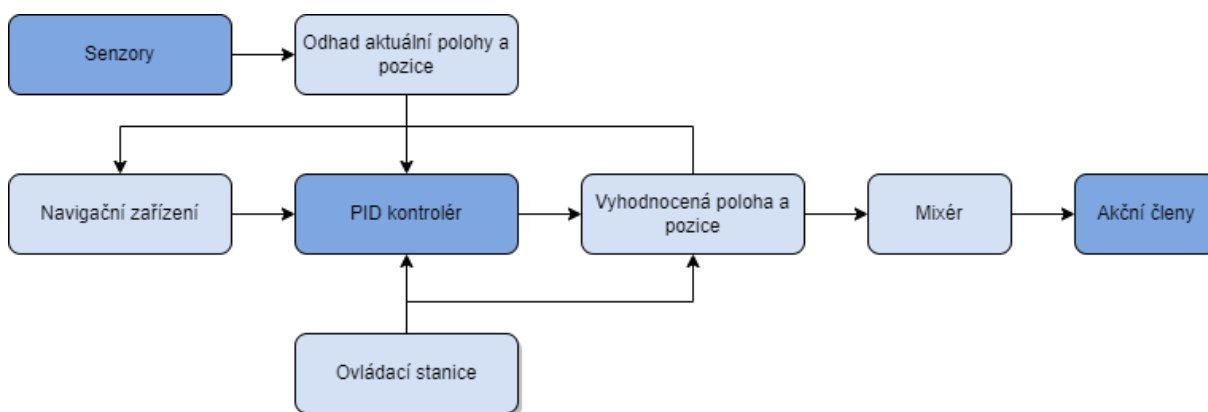 Senzory
Odhad aktuální polohy a
pozice
Navigační zařízení
PID kontrolér
Vyhodnocená poloha a
pozice
Mixér
Akční členy
Ovládací stanice